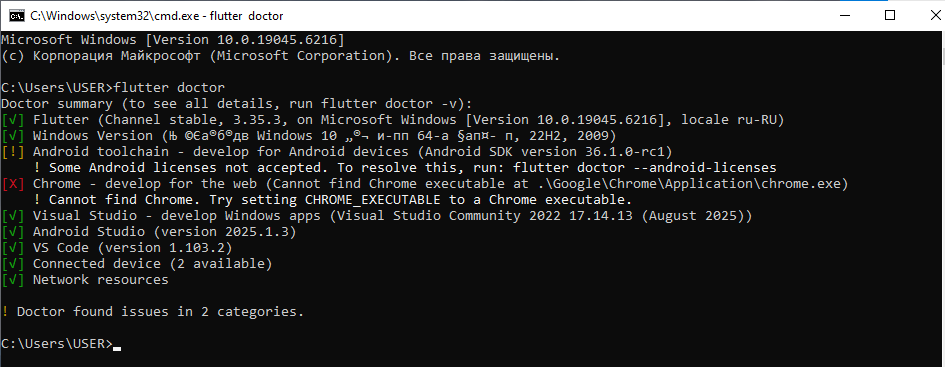 C:\Windows\system32\cmd.exe - flutter doctor
Microsoft Windows [Version 10.0.19045.6216]
(c) Корпорация Майкрософт (Microsoft Corporation). Все права защищены.
C:\Users\USER>flutter doctor
Doctor summary (to see all details, run flutter doctor -v):
[√] Flutter (Channel stable, 3.35.3, on Microsoft Windows [Version 10.0.19045.6216], locale ru-RU)
[√] Windows Version (Њ ©Єа®б®дв Windows 10 „®¬ и-пп 64-а §ап¤- п, 22H2, 2009)
[!] Android toolchain - develop for Android devices (Android SDK version 36.1.0-rc1)
! Some Android licenses not accepted. To resolve this, run: flutter doctor --android-licenses
[X] Chrome - develop for the web (Cannot find Chrome executable at .\Google\Chrome\Application\chrome.exe)
! Cannot find Chrome. Try setting CHROME_EXECUTABLE to a Chrome executable.
[√] Visual Studio - develop Windows apps (Visual Studio Community 2022 17.14.13 (August 2025))
[√] Android Studio (version 2025.1.3)
[√] VS Code (version 1.103.2)
[√] Connected device (2 available)
[√] Network resources
! Doctor found issues in 2 categories.
C:\Users\USER>